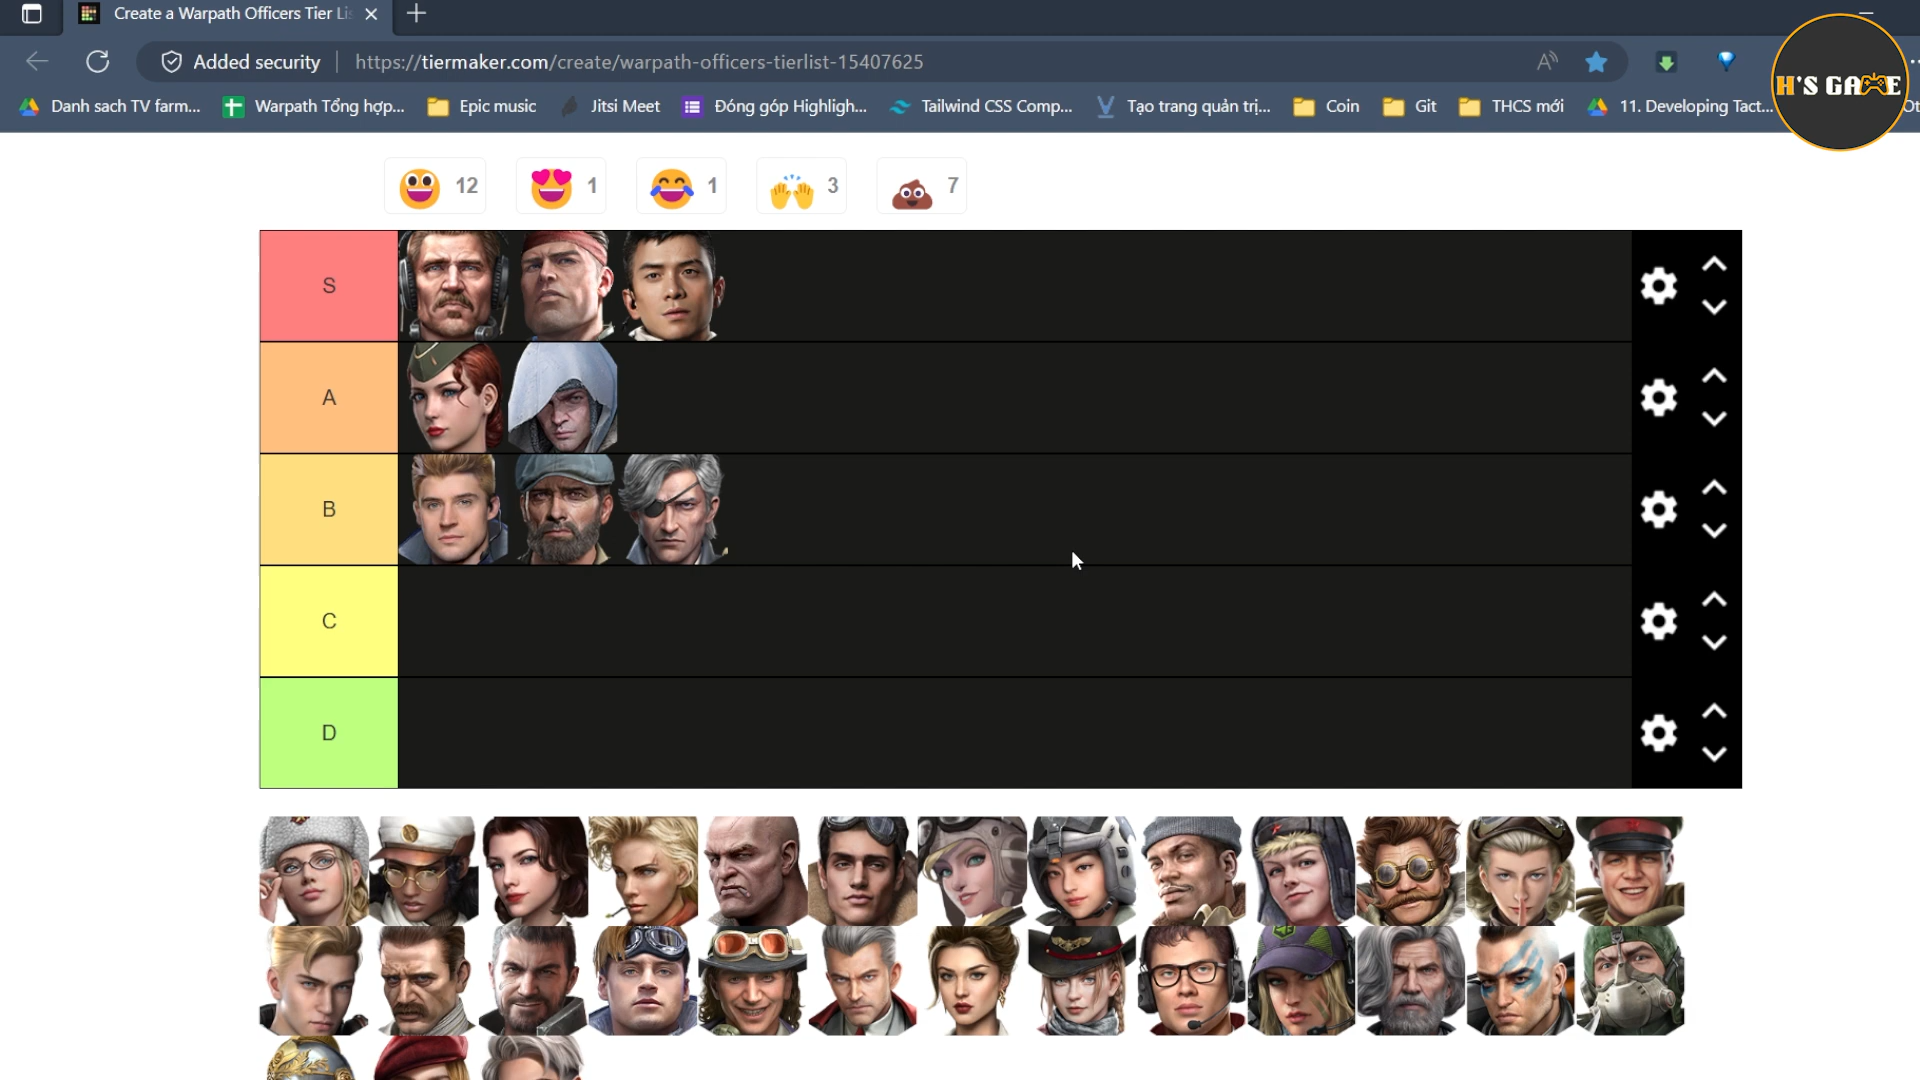 Create a Warpath Officers Tier Lis
Added security
https://tiermaker.com/create/warpath-officers-tierlist-15407625
H'S GAME
Danh sach TV farm...
Warpath Tổng hợp...
Epic music
Jitsi Meet
Đóng góp Highligh...
Tailwind CSS Comp...
Tạo trang quản trị...
Coin
Git
THCS mới
11. Developing Tact...
Ot
12
1
1
3
7
S
A
B
C
D